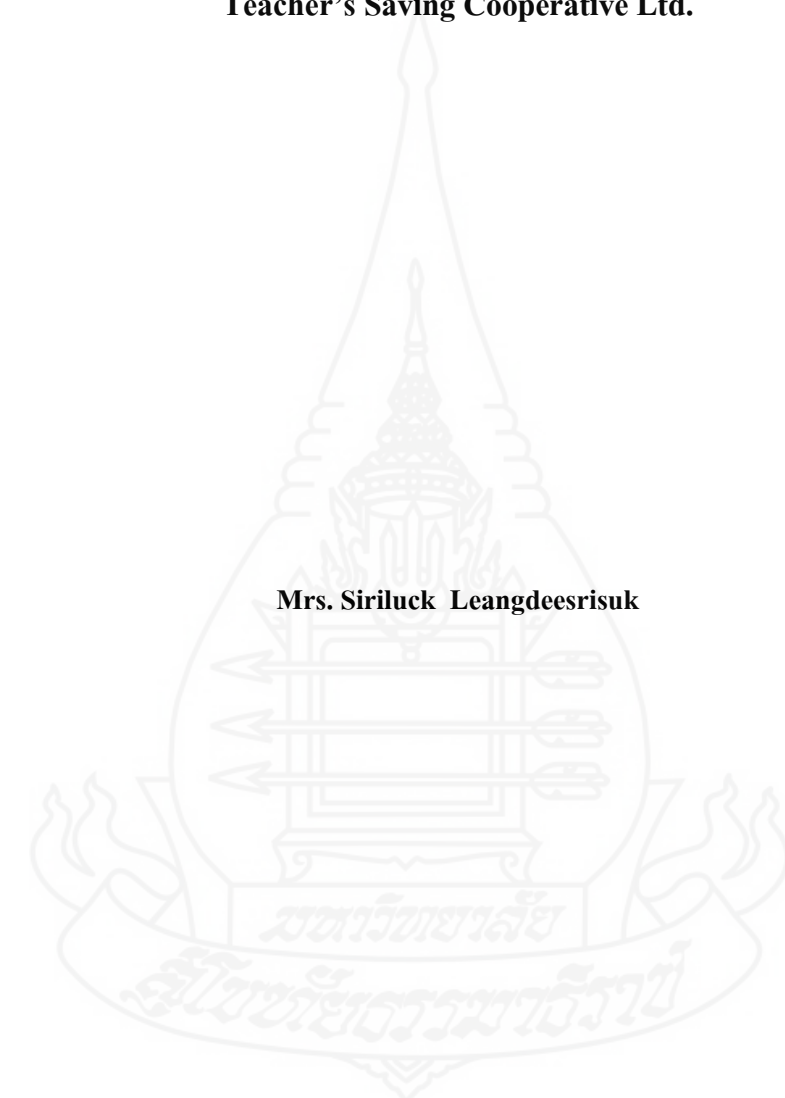 Teacher's Saving Cooperative Ltd.
Mrs. Siriluck Leangdeesrisuk
มหาวิทยาลัย
สุโขทัยธรรมาธิราช